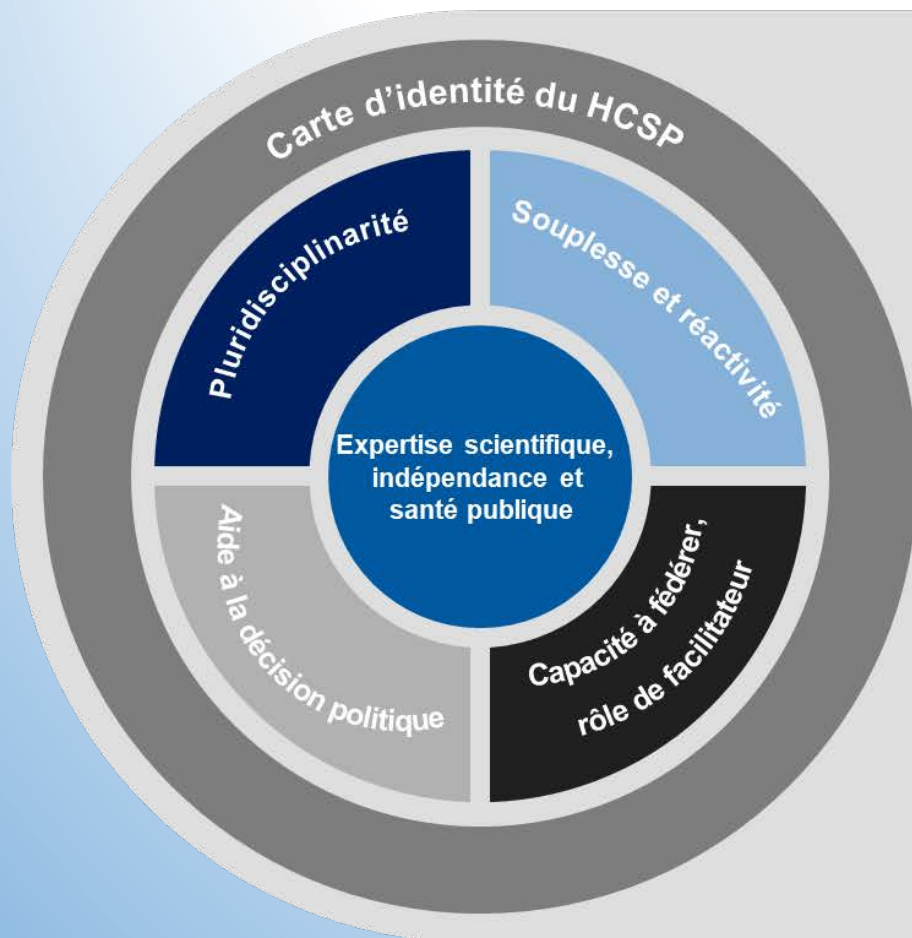 Carte d'identité du HCSP
Pluridisciplinarité
Souplesse et réactivité
Expertise scientifique,
indépendance et
santé publique
Aide à la décision politique
Capacité à fédérer,
rôle de facilitateur